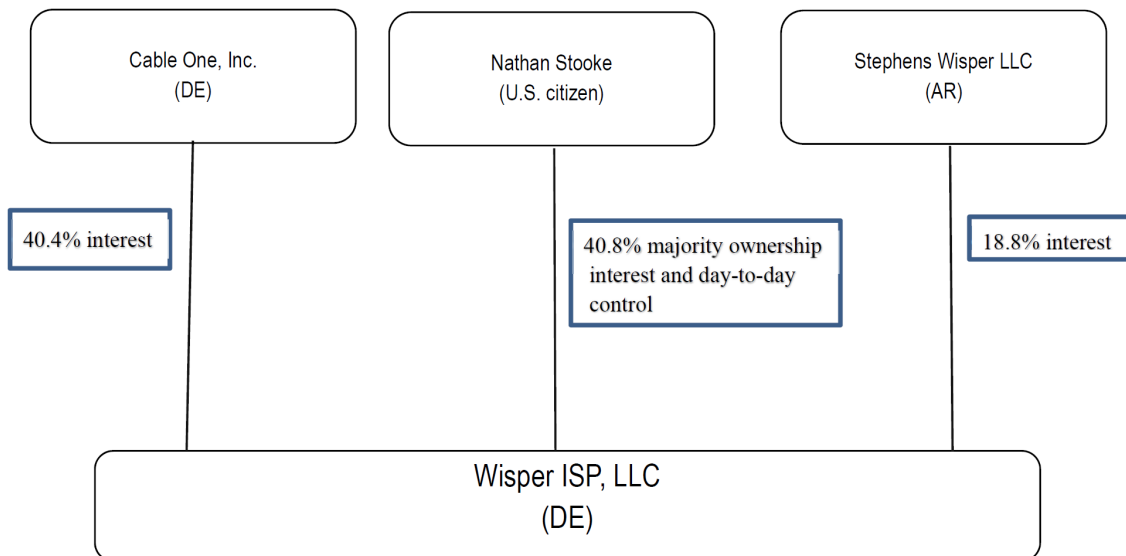 Cable One, Inc.
(DE)
Nathan Stooke
(U.S. citizen)
Stephens Wisper LLC
(AR)
40.4% interest
40.8% majority ownership
interest and day-to-day
control
18.8% interest
Wisper ISP, LLC
(DE)